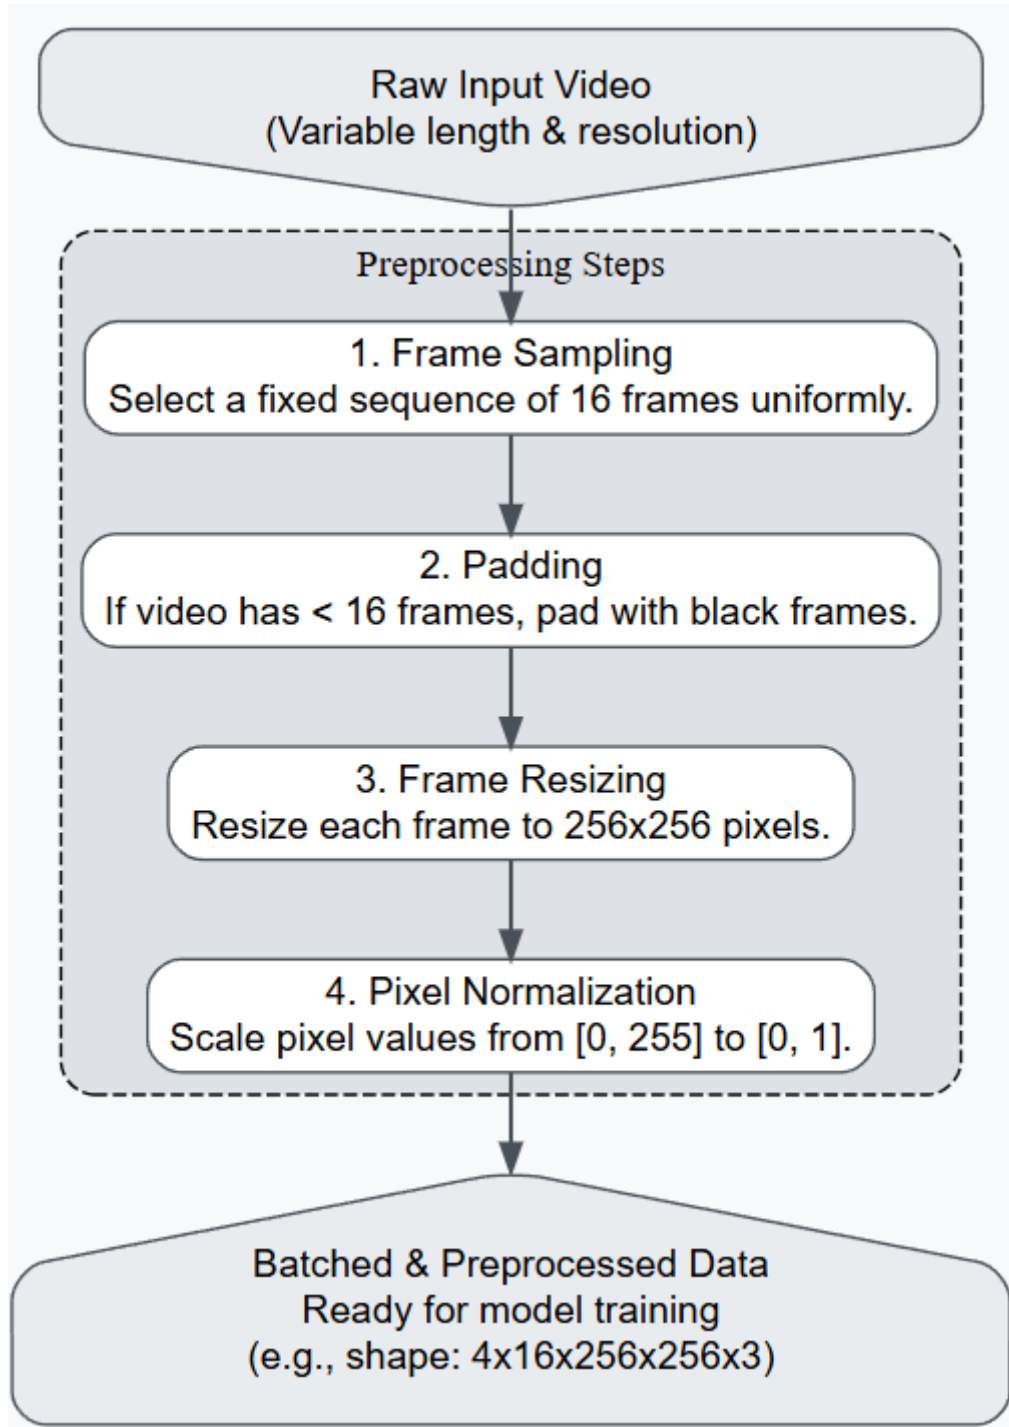 Raw Input Video
(Variable length & resolution)
Preprocessing Steps
1. Frame Sampling
Select a fixed sequence of 16 frames uniformly.
2. Padding
If video has < 16 frames, pad with black frames.
3. Frame Resizing
Resize each frame to 256x256 pixels.
4. Pixel Normalization
Scale pixel values from [0, 255] to [0, 1].
Batched & Preprocessed Data
Ready for model training
(e.g., shape: 4x16x256x256x3)